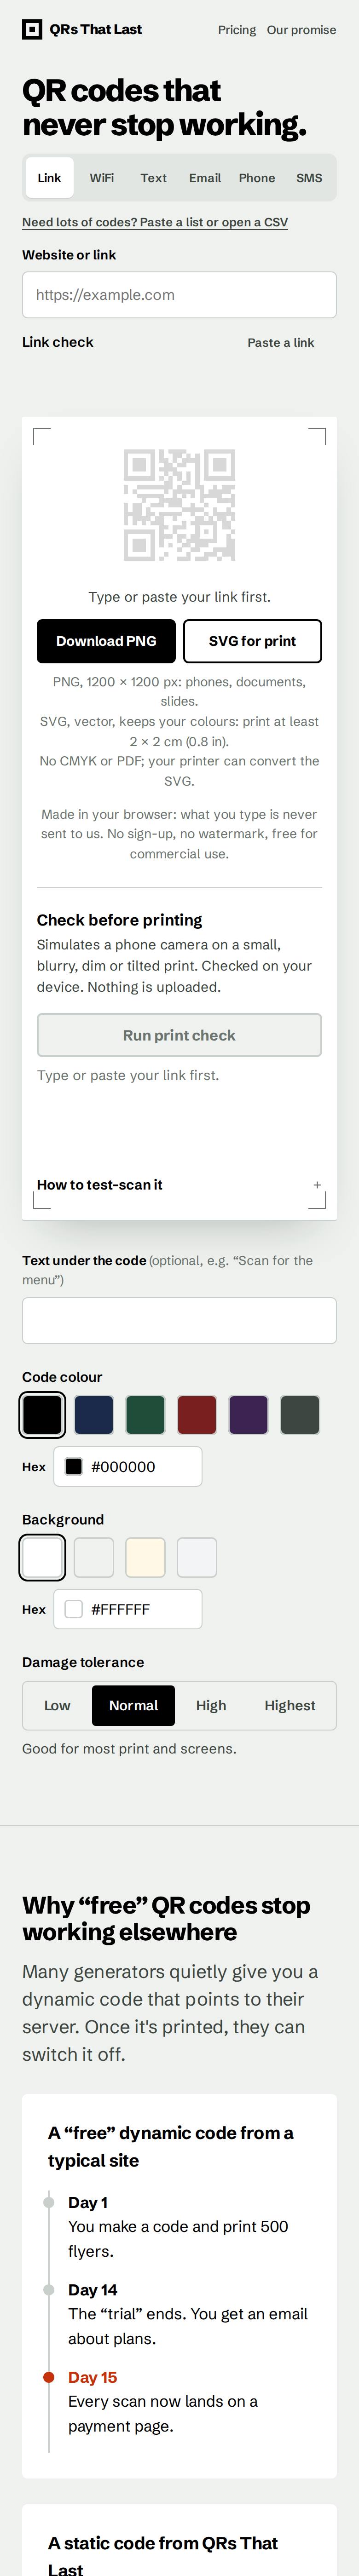 QRs That Last
Pricing Our promise
QR codes that
never stop working.
Link WiFi Text Email Phone SMS
Need lots of codes? Paste a list or open a CSV
Website or link
https://example.com
Link check Paste a link
Type or paste your link first.
Download PNG SVG for print
PNG, 1200 × 1200 px: phones, documents,
slides.
SVG, vector, keeps your colours: print at least
2 × 2 cm (0.8 in).
No CMYK or PDF; your printer can convert the
SVG.
Made in your browser: what you type is never
sent to us. No sign-up, no watermark, free for
commercial use.
Check before printing
Simulates a phone camera on a small,
blurry, dim or tilted print. Checked on your
device. Nothing is uploaded.
Run print check
Type or paste your link first.
How to test-scan it +
Text under the code (optional, e.g. “Scan for the
menu”)
Code colour
Hex #000000
Background
Hex #FFFFFF
Damage tolerance
Low Normal High Highest
Good for most print and screens.
Why “free” QR codes stop
working elsewhere
Many generators quietly give you a
dynamic code that points to their
server. Once it's printed, they can
switch it off.
A “free” dynamic code from a
typical site
Day 1
You make a code and print 500
flyers.
Day 14
The “trial” ends. You get an email
about plans.
Day 15
Every scan now lands on a
payment page.
A static code from QRs That
Last